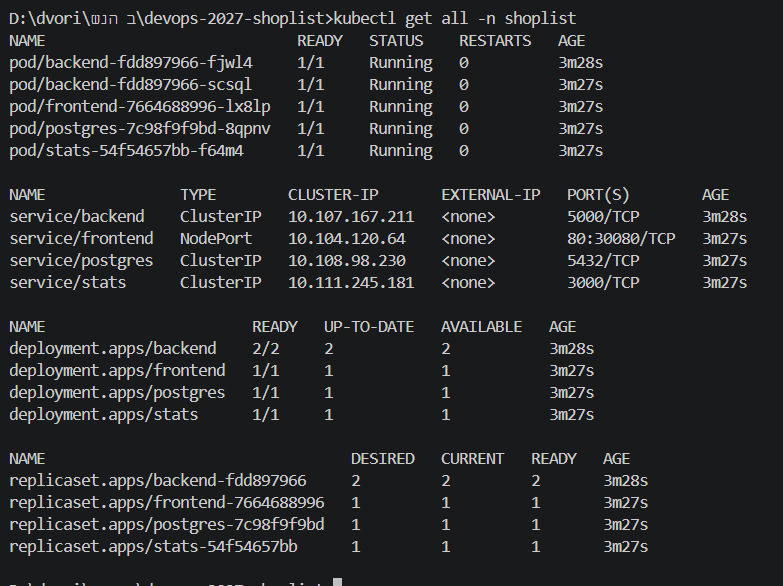 D:\dvori\הנדסת ב\devops-2027-shoplist>kubectl get all -n shoplist
NAME READY STATUS RESTARTS AGE
pod/backend-fdd897966-fjwl4 1/1 Running 0 3m28s
pod/backend-fdd897966-scsql 1/1 Running 0 3m27s
pod/frontend-7664688996-lx8lp 1/1 Running 0 3m27s
pod/postgres-7c98f9f9bd-8qpnv 1/1 Running 0 3m27s
pod/stats-54f54657bb-f64m4 1/1 Running 0 3m27s
NAME TYPE CLUSTER-IP EXTERNAL-IP PORT(S) AGE
service/backend ClusterIP 10.107.167.211 <none> 5000/TCP 3m28s
service/frontend NodePort 10.104.120.64 <none> 80:30080/TCP 3m27s
service/postgres ClusterIP 10.108.98.230 <none> 5432/TCP 3m27s
service/stats ClusterIP 10.111.245.181 <none> 3000/TCP 3m27s
NAME READY UP-TO-DATE AVAILABLE AGE
deployment.apps/backend 2/2 2 2 3m28s
deployment.apps/frontend 1/1 1 1 3m27s
deployment.apps/postgres 1/1 1 1 3m27s
deployment.apps/stats 1/1 1 1 3m27s
NAME DESIRED CURRENT READY AGE
replicaset.apps/backend-fdd897966 2 2 2 3m28s
replicaset.apps/frontend-7664688996 1 1 1 3m27s
replicaset.apps/postgres-7c98f9f9bd 1 1 1 3m27s
replicaset.apps/stats-54f54657bb 1 1 1 3m27s